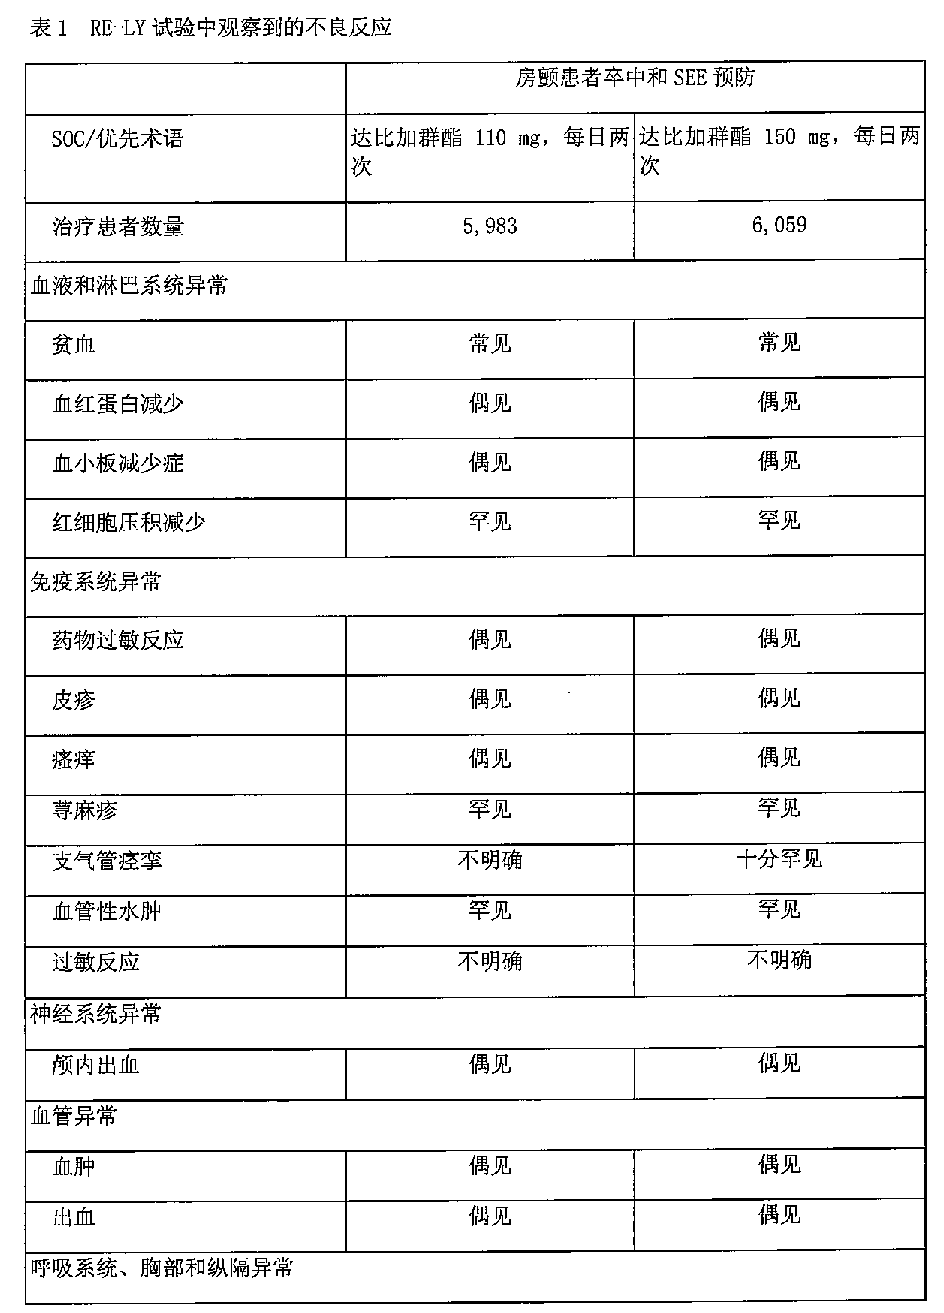 表1 RE-LY 试验中观察到的不良反应
房颤患者卒中和 SEE 预防
SOC/优先术语 达比加群酯 110 mg，每日两次 达比加群酯 150 mg，每日两次
治疗患者数量 5,983 6,059
血液和淋巴系统异常
贫血 常见 常见
血红蛋白减少 偶见 偶见
血小板减少症 偶见 偶见
红细胞压积减少 罕见 罕见
免疫系统异常
药物过敏反应 偶见 偶见
皮疹 偶见 偶见
瘙痒 偶见 偶见
荨麻疹 罕见 罕见
支气管痉挛 不明确 十分罕见
血管性水肿 罕见 罕见
过敏反应 不明确 不明确
神经系统异常
颅内出血 偶见 偶见
血管异常
血肿 偶见 偶见
出血 偶见 偶见
呼吸系统、胸部和纵隔异常